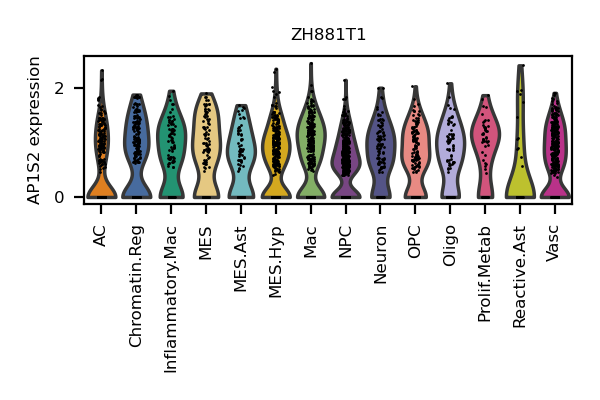 ZH881T1
AP1S2 expression
2
0
AC
Chromatin.Reg
Inflammatory.Mac
MES
MES.Ast
MES.Hyp
Mac
NPC
Neuron
OPC
Oligo
Prolif.Metab
Reactive.Ast
Vasc